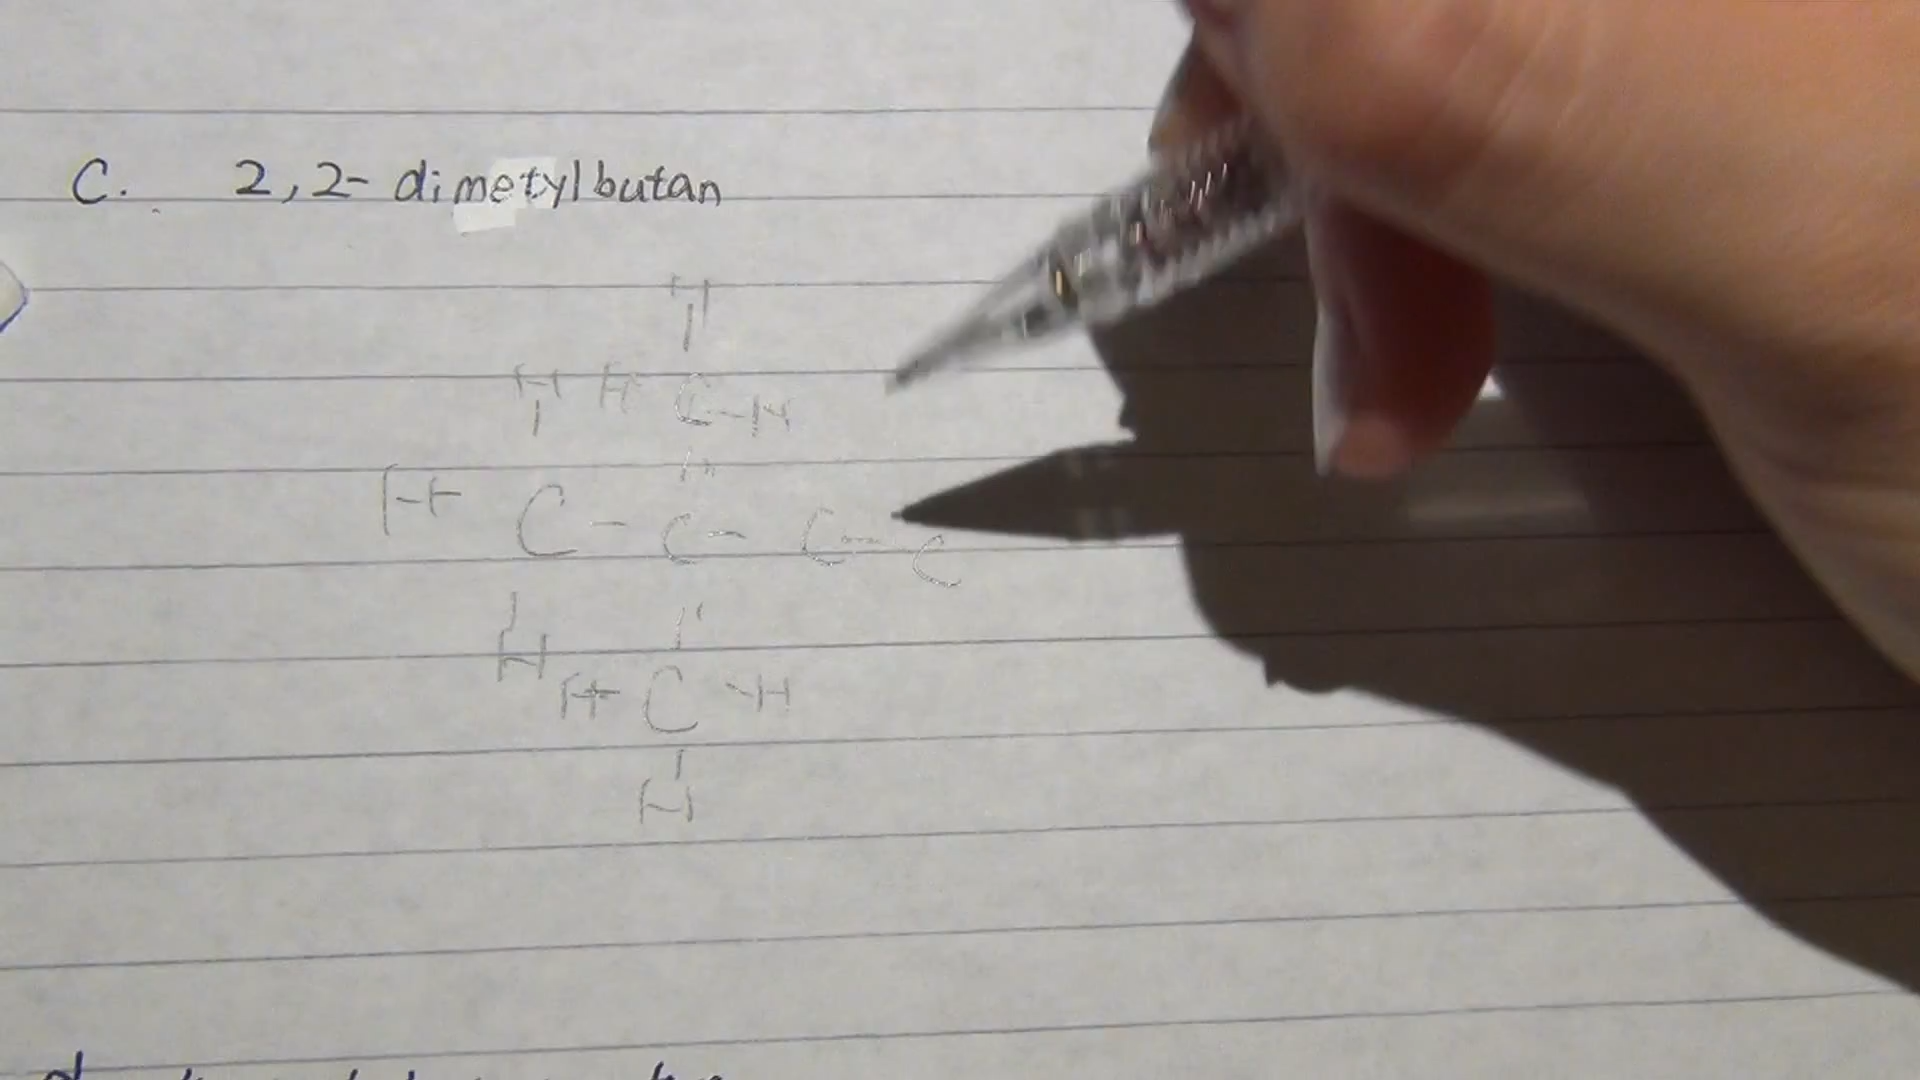 C. 2,2-dimetylbutan
H
H H C-H
H C - C - C - C
H H C -H
H